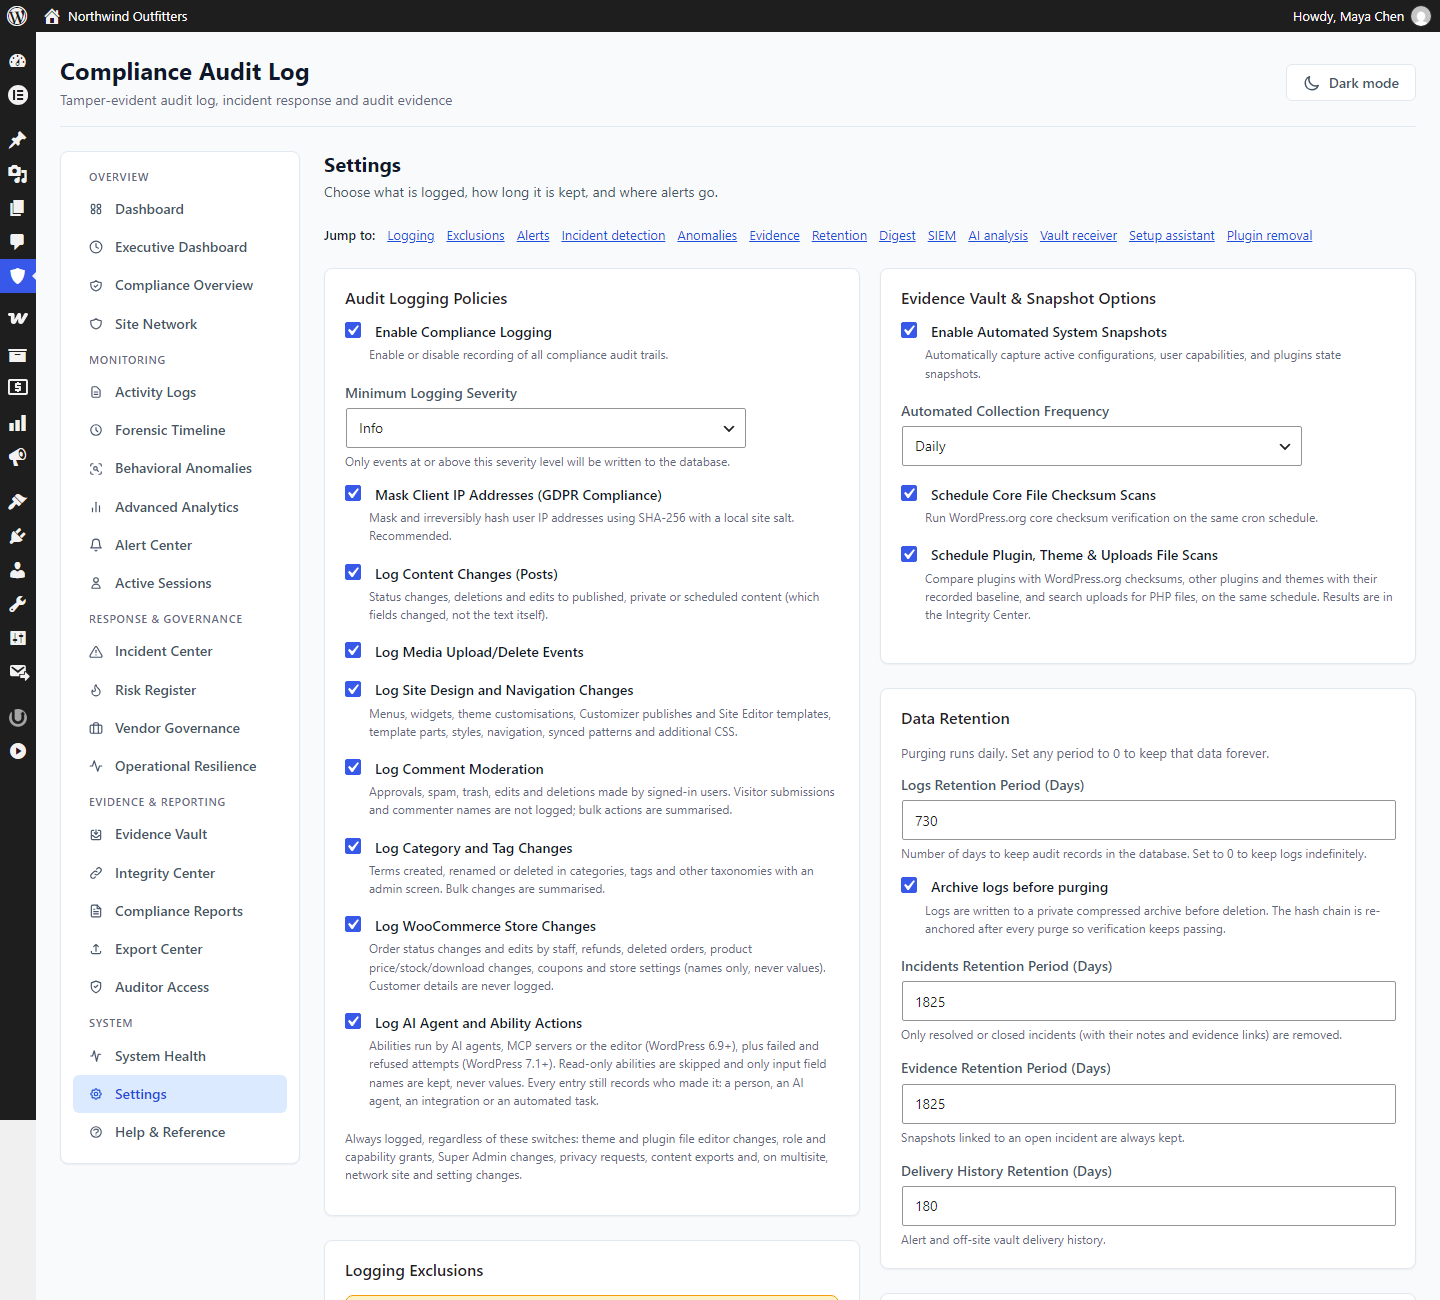 Northwind Outfitters
Howdy, Maya Chen
Compliance Audit Log
Tamper-evident audit log, incident response and audit evidence
Dark mode
OVERVIEW
Dashboard
Executive Dashboard
Compliance Overview
Site Network
MONITORING
Activity Logs
Forensic Timeline
Behavioral Anomalies
Advanced Analytics
Alert Center
Active Sessions
RESPONSE & GOVERNANCE
Incident Center
Risk Register
Vendor Governance
Operational Resilience
EVIDENCE & REPORTING
Evidence Vault
Integrity Center
Compliance Reports
Export Center
Auditor Access
SYSTEM
System Health
Settings
Help & Reference
Settings
Choose what is logged, how long it is kept, and where alerts go.
Jump to: Logging Exclusions Alerts Incident detection Anomalies Evidence Retention Digest SIEM AI analysis Vault receiver Setup assistant Plugin removal
Audit Logging Policies
Enable Compliance Logging
Enable or disable recording of all compliance audit trails.
Minimum Logging Severity
Info
Only events at or above this severity level will be written to the database.
Mask Client IP Addresses (GDPR Compliance)
Mask and irreversibly hash user IP addresses using SHA-256 with a local site salt.
Recommended.
Log Content Changes (Posts)
Status changes, deletions and edits to published, private or scheduled content (which
fields changed, not the text itself).
Log Media Upload/Delete Events
Log Site Design and Navigation Changes
Menus, widgets, theme customisations, Customizer publishes and Site Editor templates,
template parts, styles, navigation, synced patterns and additional CSS.
Log Comment Moderation
Approvals, spam, trash, edits and deletions made by signed-in users. Visitor submissions
and commenter names are not logged; bulk actions are summarised.
Log Category and Tag Changes
Terms created, renamed or deleted in categories, tags and other taxonomies with an
admin screen. Bulk changes are summarised.
Log WooCommerce Store Changes
Order status changes and edits by staff, refunds, deleted orders, product
price/stock/download changes, coupons and store settings (names only, never values).
Customer details are never logged.
Log AI Agent and Ability Actions
Abilities run by AI agents, MCP servers or the editor (WordPress 6.9+), plus failed and
refused attempts (WordPress 7.1+). Read-only abilities are skipped and only input field
names are kept, never values. Every entry still records who made it: a person, an AI
agent, an integration or an automated task.
Always logged, regardless of these switches: theme and plugin file editor changes, role and
capability grants, Super Admin changes, privacy requests, content exports and, on multisite,
network site and setting changes.
Logging Exclusions
Evidence Vault & Snapshot Options
Enable Automated System Snapshots
Automatically capture active configurations, user capabilities, and plugins state
snapshots.
Automated Collection Frequency
Daily
Schedule Core File Checksum Scans
Run WordPress.org core checksum verification on the same cron schedule.
Schedule Plugin, Theme & Uploads File Scans
Compare plugins with WordPress.org checksums, other plugins and themes with their
recorded baseline, and search uploads for PHP files, on the same schedule. Results are in
the Integrity Center.
Data Retention
Purging runs daily. Set any period to 0 to keep that data forever.
Logs Retention Period (Days)
730
Number of days to keep audit records in the database. Set to 0 to keep logs indefinitely.
Archive logs before purging
Logs are written to a private compressed archive before deletion. The hash chain is re-
anchored after every purge so verification keeps passing.
Incidents Retention Period (Days)
1825
Only resolved or closed incidents (with their notes and evidence links) are removed.
Evidence Retention Period (Days)
1825
Snapshots linked to an open incident are always kept.
Delivery History Retention (Days)
180
Alert and off-site vault delivery history.